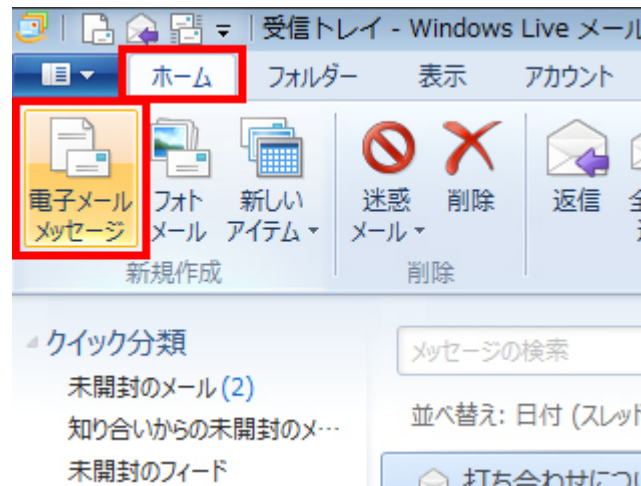 受信トレイ - Windows Live メール
ホーム フォルダー 表示 アカウント
電子メール メッセージ
フォト メール
新しい アイテム
迷惑 メール
削除
返信
新規作成
削除
クイック分類
未開封のメール (2)
知り合いからの未開封のメ…
未開封のフィード
メッセージの検索
並べ替え: 日付 (スレッド
打ち合わせについ